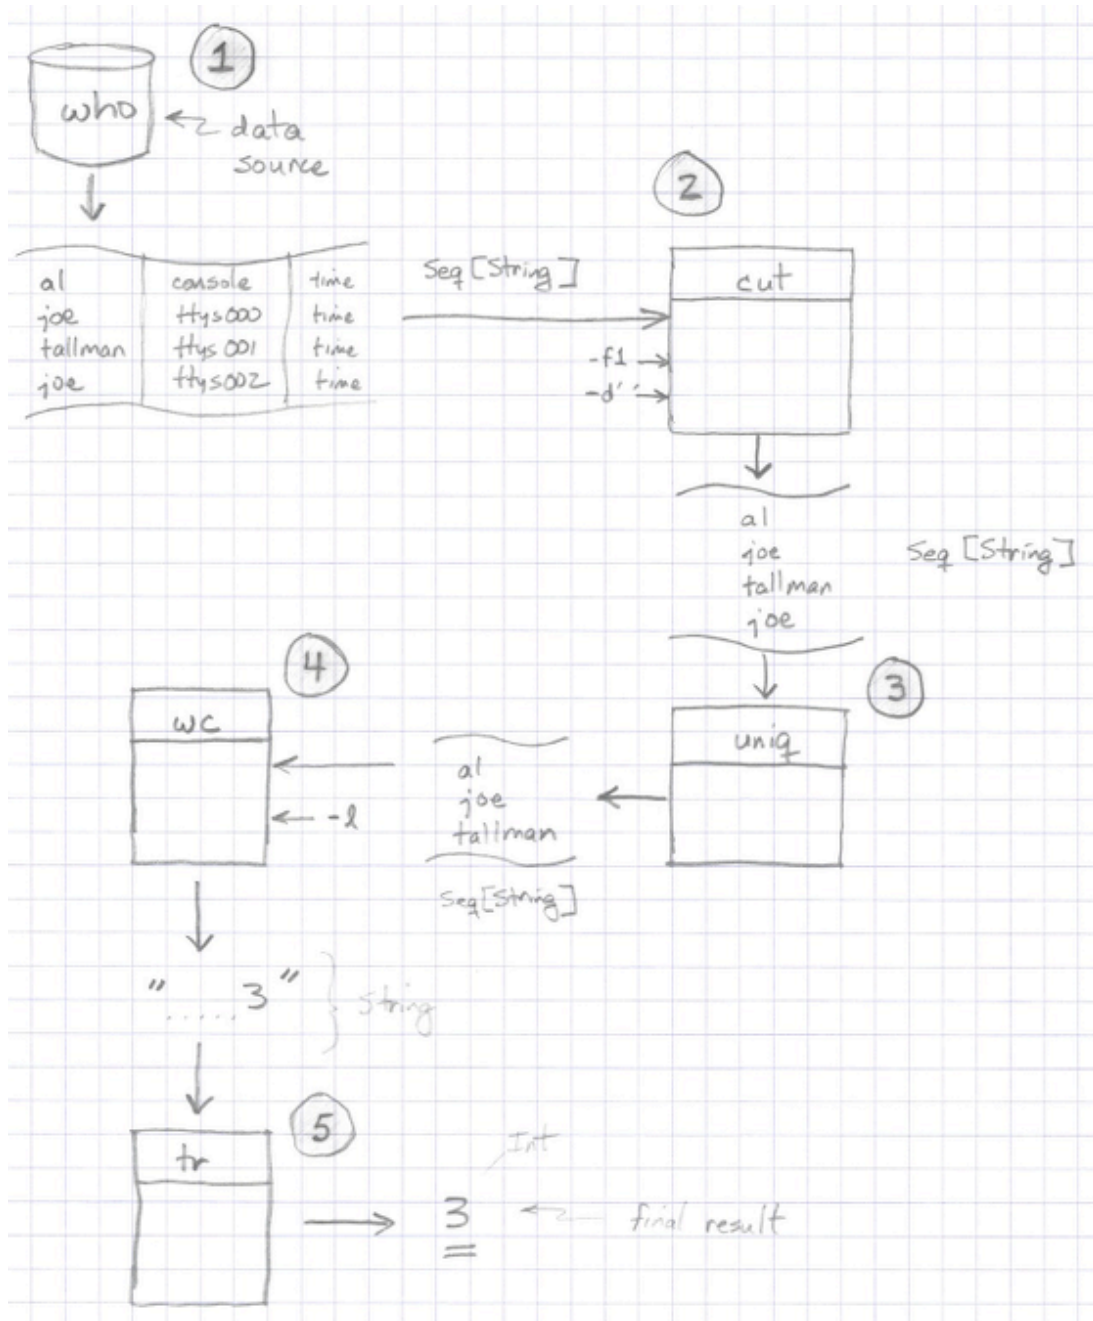 1
who
data
source
al console time
joe ttys000 time
tallman ttys001 time
joe ttys002 time
Seq [String]
2
cut
-f1
-d' '
al
joe
tallman
joe
Seq [String]
3
uniq
al
joe
tallman
Seq[String]
4
wc
-l
".....3"
String
5
tr
Int
3
final result